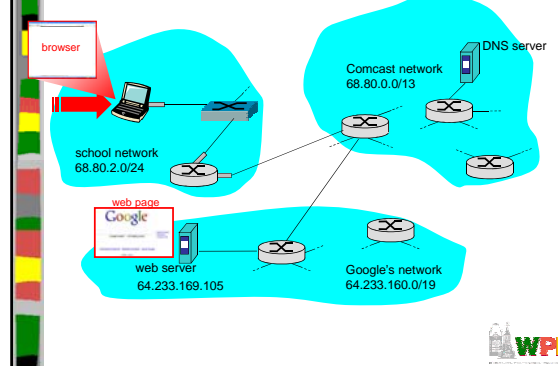 browser
DNS server
Comcast network
68.80.0.0/13
school network
68.80.2.0/24
web page
Google
web server
64.233.169.105
Google's network
64.233.160.0/19
WPI